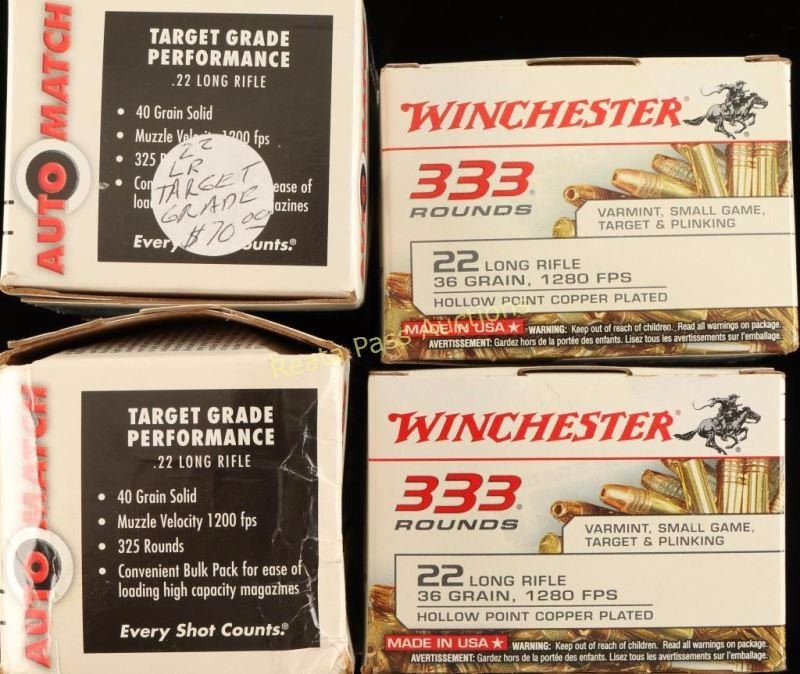 AUTO MATCH
TARGET GRADE
PERFORMANCE
.22 LONG RIFLE
• 40 Grain Solid
• Muzzle 1200 fps
• 325
• ease of
Every Counts.®
22
LR
TARGET
GRADE
$70.00
WINCHESTER
333
ROUNDS
VARMINT, SMALL GAME,
TARGET & PLINKING
22 LONG RIFLE
36 GRAIN, 1280 FPS
HOLLOW POINT COPPER PLATED
MADE IN USA ★ WARNING: Keep out of reach of children. Read all warnings on package.
AVERTISSEMENT: Gardez hors de la portée des enfants. Lisez tous les avertissements sur l'emballage.
Reata Pass Auctions
AUTO MATCH
TARGET GRADE
PERFORMANCE
.22 LONG RIFLE
• 40 Grain Solid
• Muzzle Velocity 1200 fps
• 325 Rounds
• Convenient Bulk Pack for ease of
loading high capacity magazines
Every Shot Counts.®
WINCHESTER
333
ROUNDS
VARMINT, SMALL GAME,
TARGET & PLINKING
22 LONG RIFLE
36 GRAIN, 1280 FPS
HOLLOW POINT COPPER PLATED
MADE IN USA ★ WARNING: Keep out of reach of children. Read all warnings on package.
AVERTISSEMENT: Gardez hors de la portée des enfants. Lisez tous les avertissements sur l'emballage.